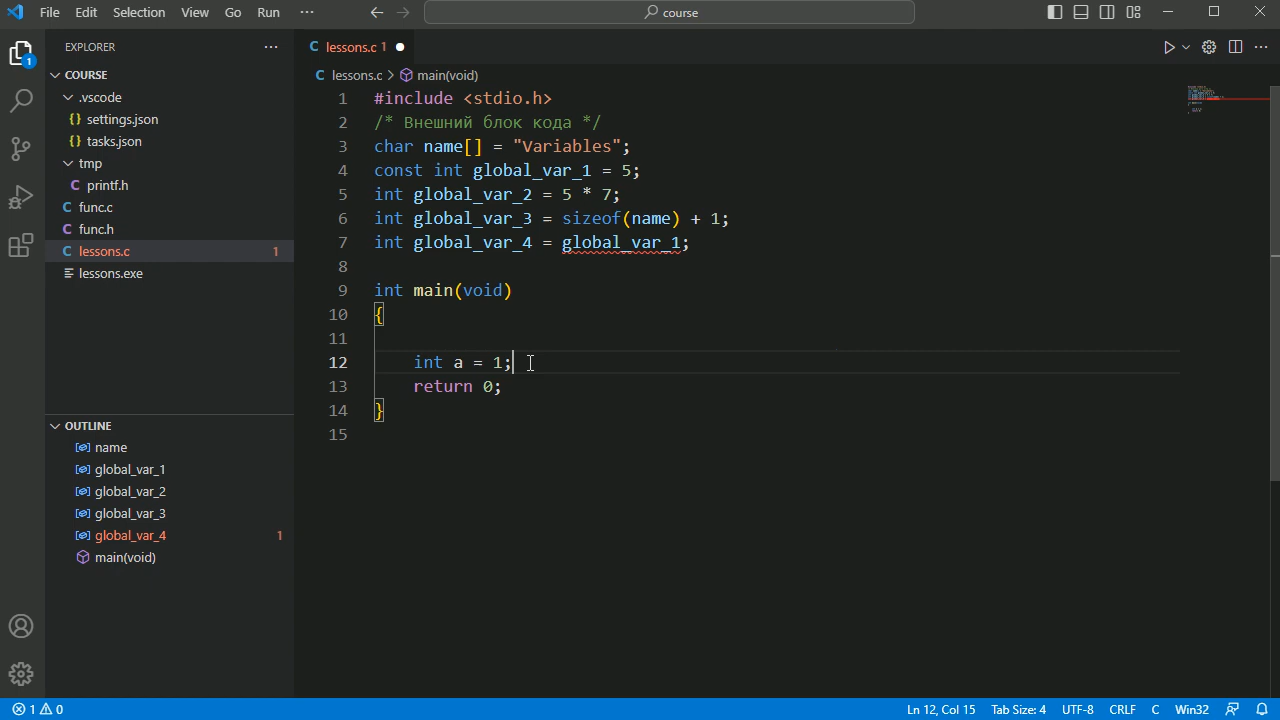 File Edit Selection View Go Run ··· course
EXPLORER ···
COURSE
.vscode
{} settings.json
{} tasks.json
tmp
C printf.h
C func.c
C func.h
C lessons.c 1
lessons.exe
OUTLINE
name
global_var_1
global_var_2
global_var_3
global_var_4 1
main(void)
C lessons.c 1
C lessons.c > main(void)
1 #include <stdio.h>
2 /* Внешний блок кода */
3 char name[] = "Variables";
4 const int global_var_1 = 5;
5 int global_var_2 = 5 * 7;
6 int global_var_3 = sizeof(name) + 1;
7 int global_var_4 = global_var_1;
8
9 int main(void)
10 {
11
12 int a = 1;
13 return 0;
14 }
15
1 0 Ln 12, Col 15 Tab Size: 4 UTF-8 CRLF C Win32